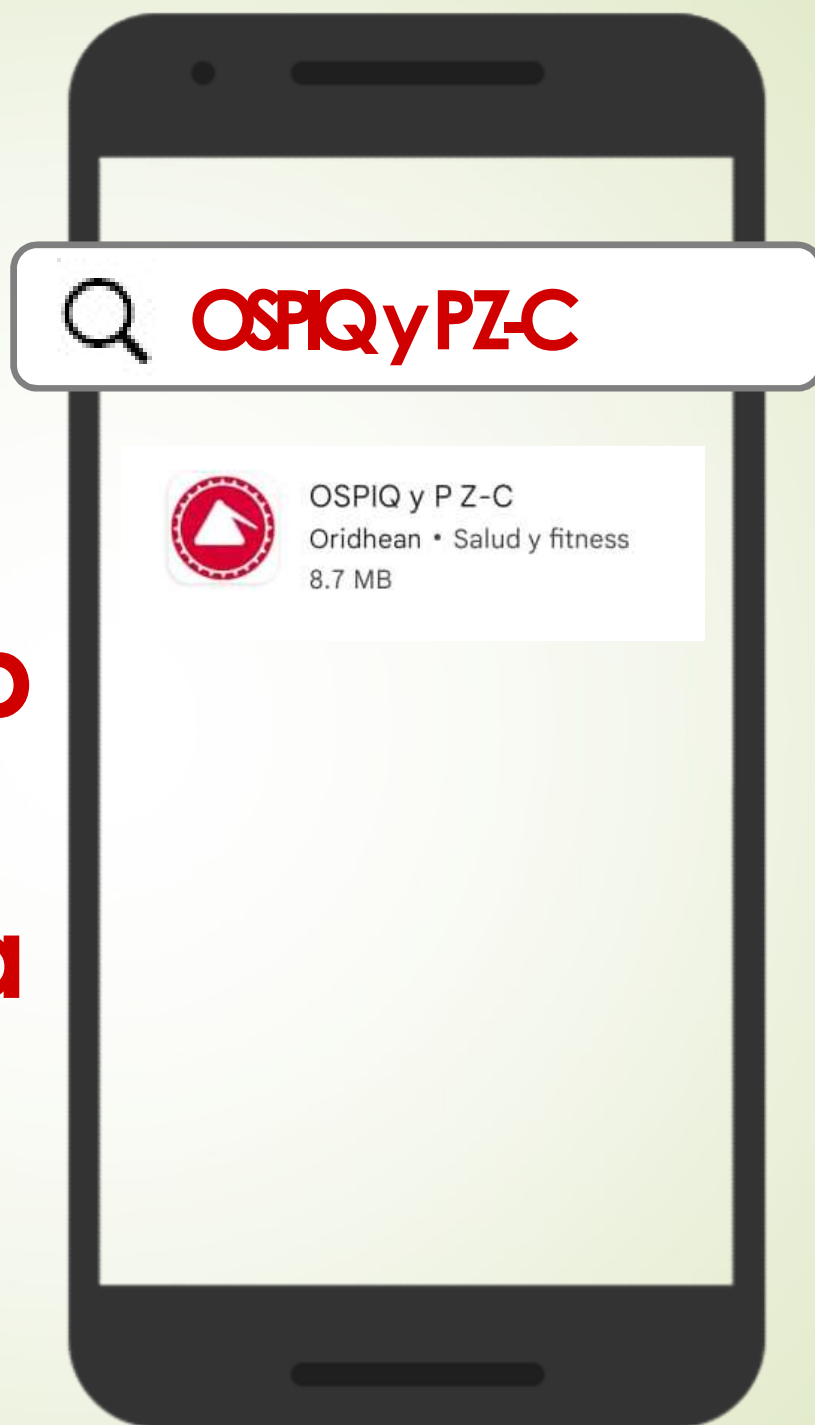 OSPIQ y PZ-C
OSPIQ y P Z-C
Oridhean • Salud y fitness
8.7 MB